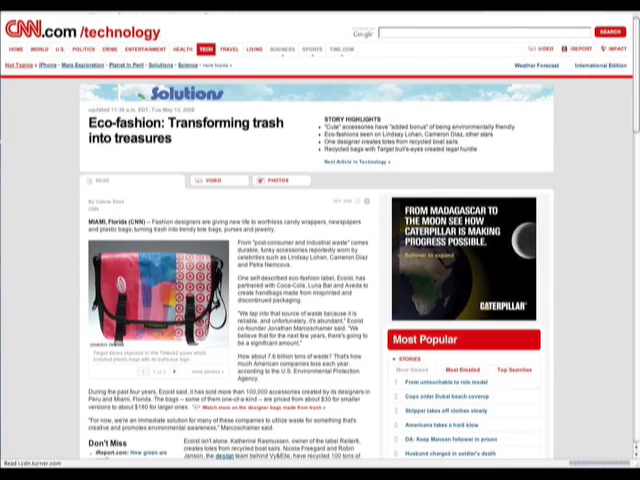 CNN.com /technology
Google
SEARCH
HOME WORLD U.S. POLITICS CRIME ENTERTAINMENT HEALTH TECH TRAVEL LIVING BUSINESS SPORTS TIME.COM
VIDEO IREPORT IMPACT
Hot Topics » iPhone • Mars Exploration • Planet in Peril • Solutions • Science • more topics »
Weather Forecast International Edition
Solutions
updated 11:36 a.m. EDT, Tue May 13, 2008
Eco-fashion: Transforming trash
into treasures
STORY HIGHLIGHTS
• "Cute" accessories have "added bonus" of being environmentally friendly
• Eco-fashions seen on Lindsay Lohan, Cameron Diaz, other stars
• One designer creates totes from recycled boat sails
• Recycled bags with Target bull's-eyes created legal hurdle
Next Article in Technology »
READ VIDEO PHOTOS
CNN
MIAMI, Florida (CNN) -- Fashion designers are giving new life to worthless candy wrappers, newspapers
and plastic bags; turning trash into trendy tote bags, purses and jewelry.
From "post-consumer and industrial waste" comes
durable, funky accessories reportedly worn by
celebrities such as Lindsay Lohan, Cameron Diaz
and Petra Nemcova.
One self-described eco-fashion label, Ecoist, has
partnered with Coca-Cola, Luna Bar and Aveda to
create handbags made from misprinted and
discontinued packaging.
"We tap into that source of waste because it is
reliable, and unfortunately, it's abundant," Ecoist
co-founder Jonathan Marcoschamer said. "We
believe that for the next few years, there's going to
be a significant amount."
How about 7.6 billion tons of waste? That's how
much American companies toss each year,
according to the U.S. Environmental Protection
Agency.
Target stores objected to this purse which
included plastic bags with its bull's-eye logo
1 of 3 more photos »
During the past four years, Ecoist said, it has sold more than 100,000 accessories created by its designers in
Peru and Miami, Florida. The bags -- some of them one-of-a-kind -- are priced from about $30 for smaller
versions to about $180 for larger ones. Watch more on the designer bags made from trash »
"For now, we're an immediate solution for many of these companies to utilize waste for something that's
creative and promotes environmental awareness," Marcoschamer said.
Don't Miss
iReport.com: How green are
Ecoist isn't alone. Katherine Rasmussen, owner of the label
creates totes from recycled boat sails. Nicola Freegard and Robin
Janson, the design team behind Vy&Elle, have recycled 100 tons of
FROM MADAGASCAR TO
THE MOON SEE HOW
CATERPILLAR IS MAKING
PROGRESS POSSIBLE.
Rollover to expand
CATERPILLAR
Most Popular
STORIES
Most Viewed Most Emailed Top Searches
1 From untouchable to role model
2 Cops order Dubai beach coverup
3 Stripper takes off clothes slowly
4 Americans take a hard blow
5 DA: Keep Manson follower in prison
6 Husband charged in soldier's death
Read i.cdn.turner.com